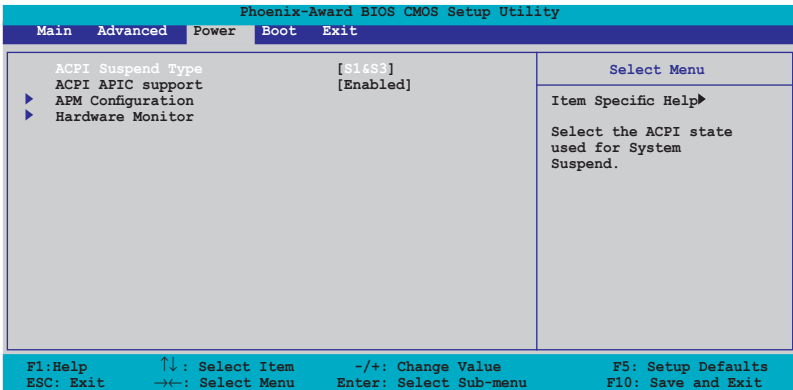 Phoenix-Award BIOS CMOS Setup Utility
Main Advanced Power Boot Exit
ACPI Suspend Type [S1&S3]
ACPI APIC support [Enabled]
APM Configuration
Hardware Monitor
Select Menu
Item Specific Help
Select the ACPI state
used for System
Suspend.
F1:Help ↑↓: Select Item -/+: Change Value F5: Setup Defaults
ESC: Exit →←: Select Menu Enter: Select Sub-menu F10: Save and Exit